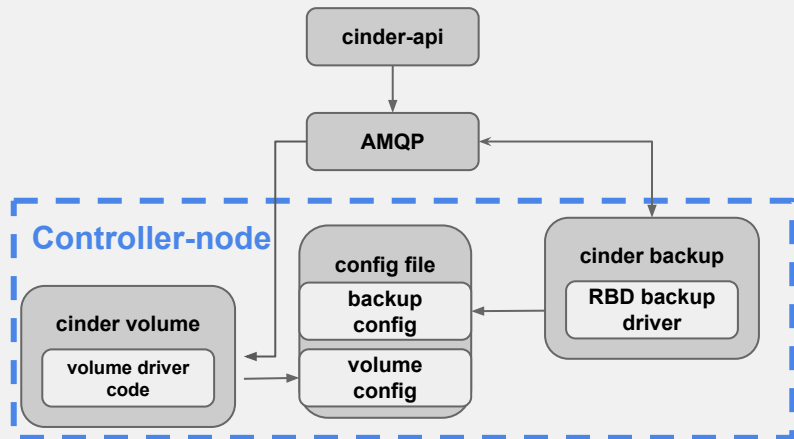 cinder-api
AMQP
Controller-node
config file
backup
config
volume
config
cinder backup
RBD backup
driver
cinder volume
volume driver
code